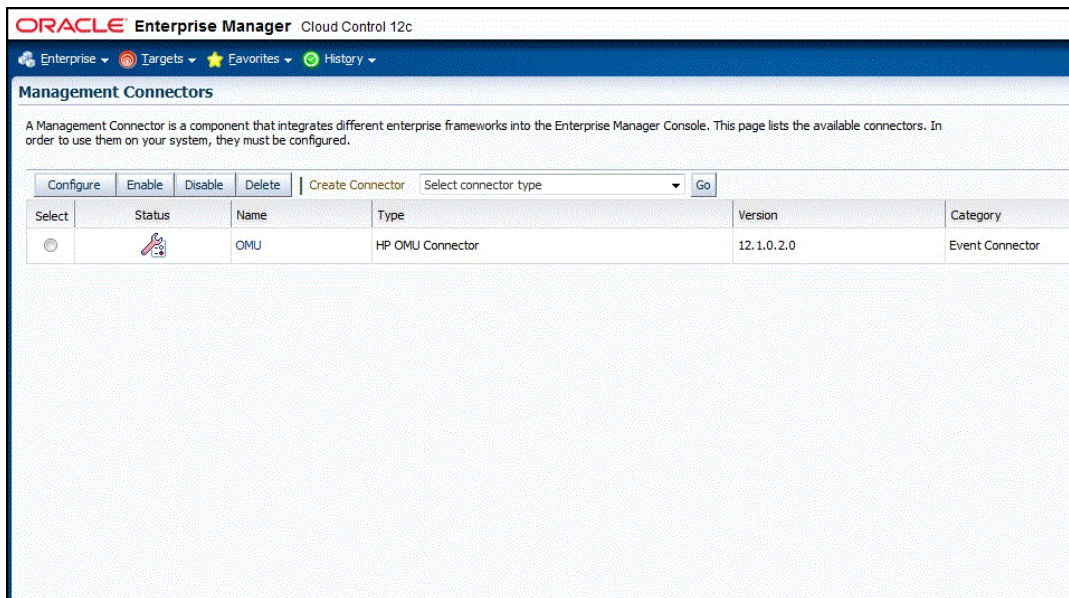 ORACLE Enterprise Manager Cloud Control 12c
Enterprise Targets Favorites History
Management Connectors
A Management Connector is a component that integrates different enterprise frameworks into the Enterprise Manager Console. This page lists the available connectors. In
order to use them on your system, they must be configured.
Configure Enable Disable Delete Create Connector Select connector type Go
Select Status Name Type Version Category
OMU HP OMU Connector 12.1.0.2.0 Event Connector